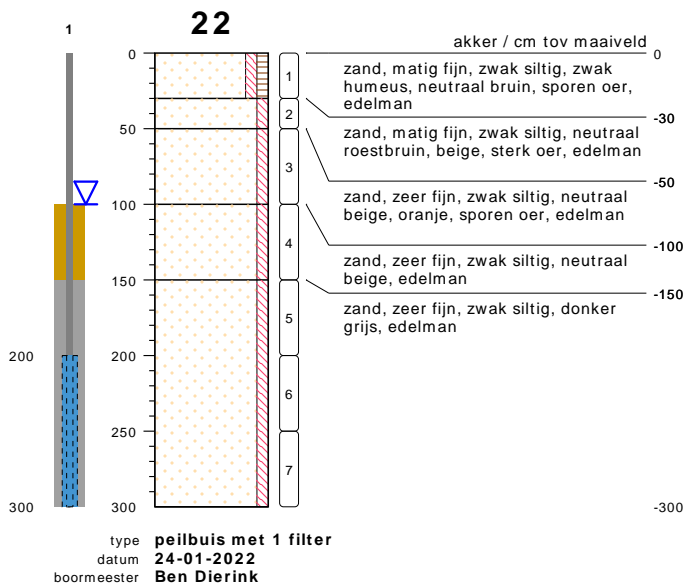 22
1
akker / cm tov maaiveld
0
0
1
zand, matig fijn, zwak siltig, zwak
humeus, neutraal bruin, sporen oer,
edelman
-30
2
50
zand, matig fijn, zwak siltig, neutraal
roestbruin, beige, sterk oer, edelman
-50
3
zand, zeer fijn, zwak siltig, neutraal
beige, oranje, sporen oer, edelman
100
-100
4
zand, zeer fijn, zwak siltig, neutraal
beige, edelman
150
-150
5
zand, zeer fijn, zwak siltig, donker
grijs, edelman
200
200
6
250
7
300
300
-300
type peilbuis met 1 filter
datum 24-01-2022
boormeester Ben Dierink